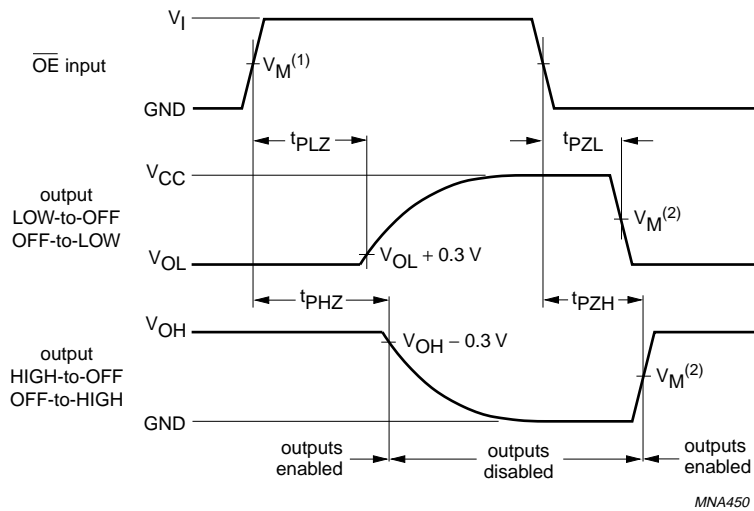 V_I
OE input
V_M(1)
GND
t_PLZ
t_PZL
V_CC
output
LOW-to-OFF
OFF-to-LOW
V_M(2)
V_OL
V_OL + 0.3 V
t_PHZ
t_PZH
V_OH
V_OH − 0.3 V
output
HIGH-to-OFF
OFF-to-HIGH
V_M(2)
GND
outputs
enabled
outputs
disabled
outputs
enabled
MNA450